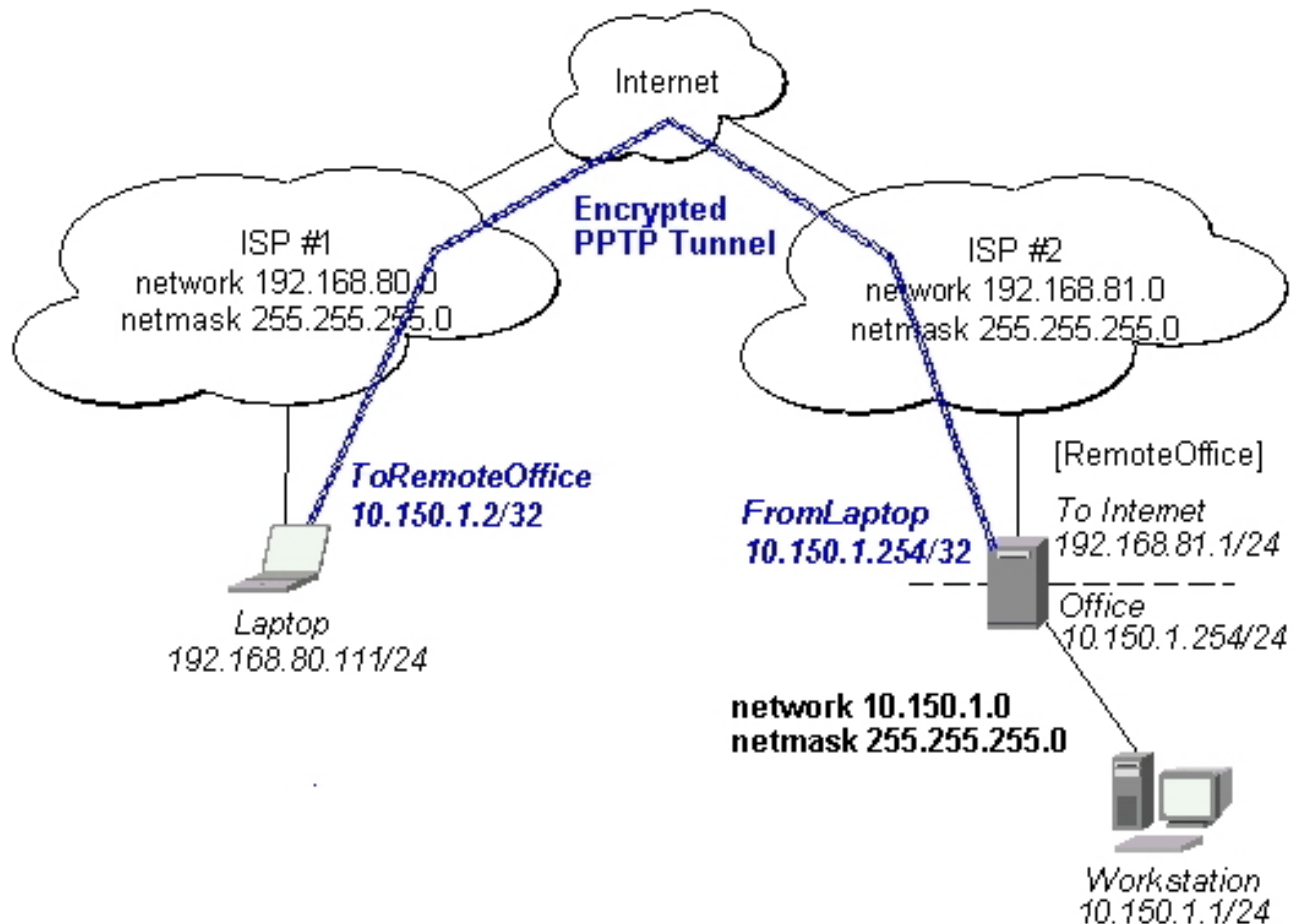 Internet
Encrypted
PPTP Tunnel
ISP #1
network 192.168.80.0
netmask 255.255.255.0
ISP #2
network 192.168.81.0
netmask 255.255.255.0
ToRemoteOffice
10.150.1.2/32
Laptop
192.168.80.111/24
[RemoteOffice]
FromLaptop
10.150.1.254/32
To Internet
192.168.81.1/24
Office
10.150.1.254/24
network 10.150.1.0
netmask 255.255.255.0
Workstation
10.150.1.1/24